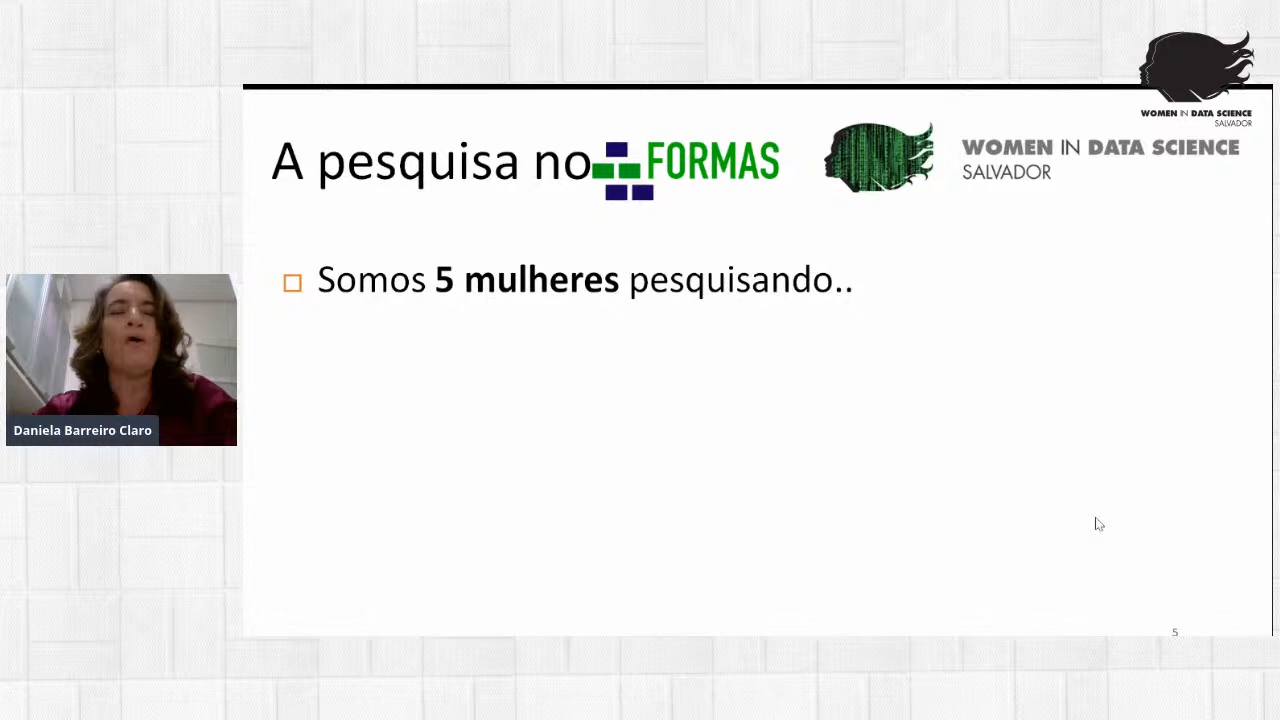 WOMEN IN DATA SCIENCE
SALVADOR
A pesquisa no FORMAS
WOMEN IN DATA SCIENCE
SALVADOR
Somos 5 mulheres pesquisando..
Daniela Barreiro Claro
5